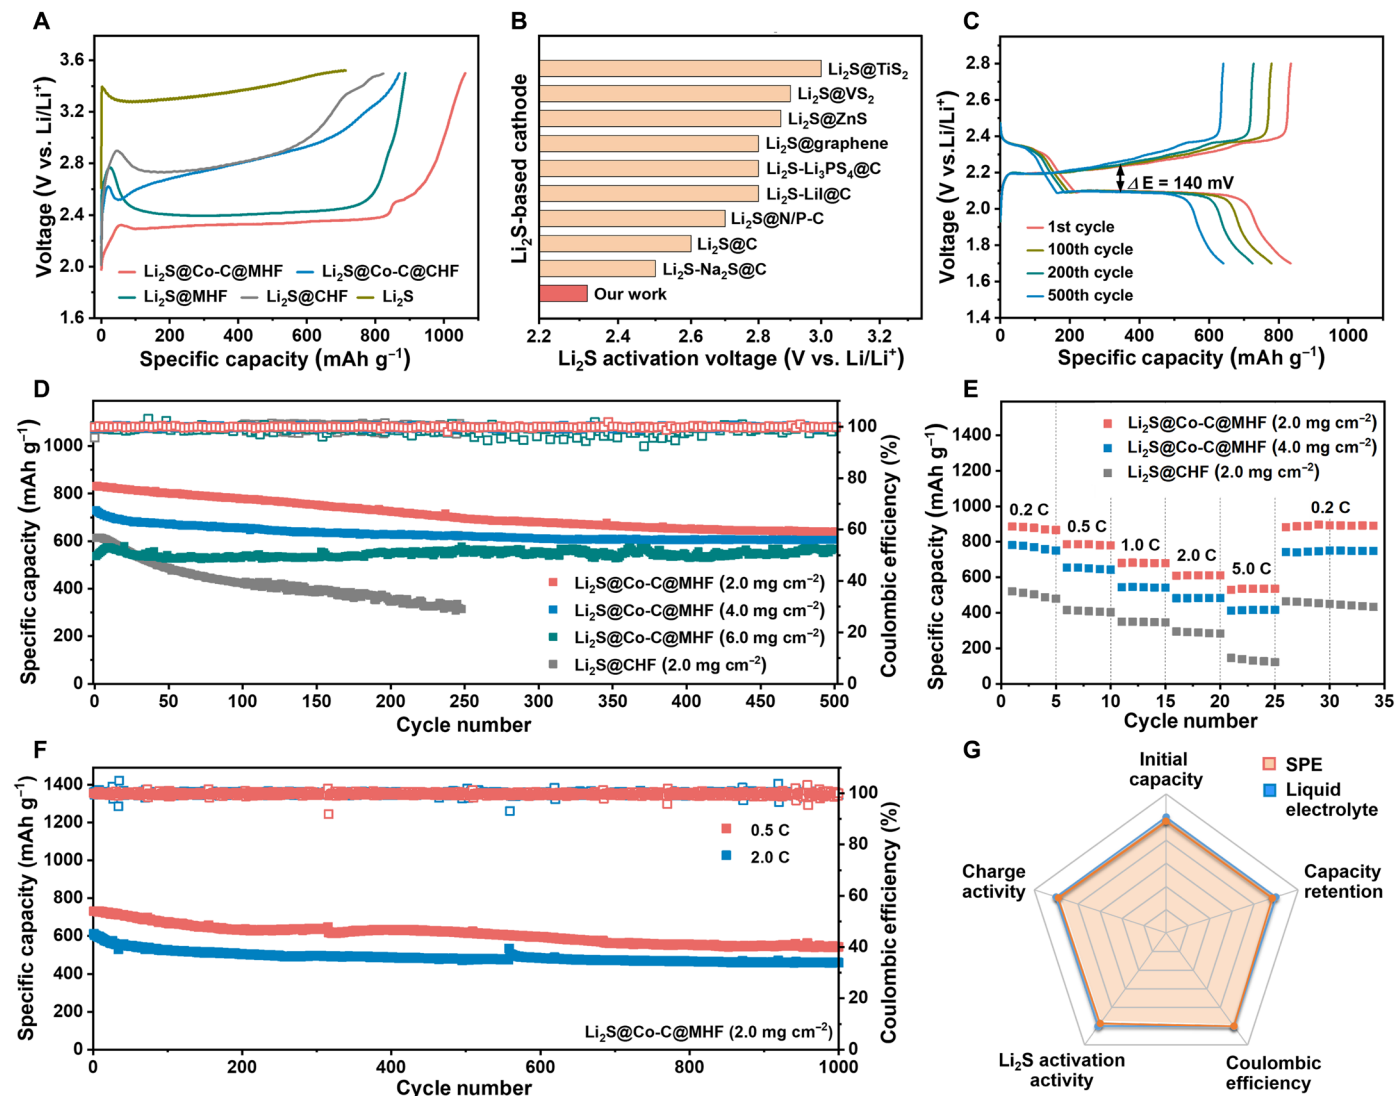 A
Voltage (V vs. Li/Li⁺)
3.6
3.2
2.8
2.4
2.0
1.6
Li₂S@Co-C@MHF
Li₂S@Co-C@CHF
Li₂S@MHF
Li₂S@CHF
Li₂S
0
200
400
600
800
1000
Specific capacity (mAh g⁻¹)
B
Li₂S-based cathode
Li₂S@TiS₂
Li₂S@VS₂
Li₂S@ZnS
Li₂S@graphene
Li₂S-Li₃PS₄@C
Li₂S-LiI@C
Li₂S@N/P-C
Li₂S@C
Li₂S-Na₂S@C
Our work
2.2
2.4
2.6
2.8
3.0
3.2
Li₂S activation voltage (V vs. Li/Li⁺)
C
Voltage (V vs.Li/Li⁺)
2.8
2.6
2.4
2.2
2.0
1.8
1.6
1.4
Δ E = 140 mV
1st cycle
100th cycle
200th cycle
500th cycle
0
200
400
600
800
1000
Specific capacity (mAh g⁻¹)
D
Specific capacity (mAh g⁻¹)
1000
800
600
400
200
0
Li₂S@Co-C@MHF (2.0 mg cm⁻²)
Li₂S@Co-C@MHF (4.0 mg cm⁻²)
Li₂S@Co-C@MHF (6.0 mg cm⁻²)
Li₂S@CHF (2.0 mg cm⁻²)
100
80
60
40
20
0
Coulombic efficiency (%)
0
50
100
150
200
250
300
350
400
450
500
Cycle number
E
Specific capacity (mAh g⁻¹)
1400
1200
1000
800
600
400
200
0
Li₂S@Co-C@MHF (2.0 mg cm⁻²)
Li₂S@Co-C@MHF (4.0 mg cm⁻²)
Li₂S@CHF (2.0 mg cm⁻²)
0.2 C
0.5 C
1.0 C
2.0 C
5.0 C
0.2 C
0
5
10
15
20
25
30
35
Cycle number
F
Specific capacity (mAh g⁻¹)
1400
1200
1000
800
600
400
200
0
0.5 C
2.0 C
Li₂S@Co-C@MHF (2.0 mg cm⁻²)
100
80
60
40
20
0
Coulombic efficiency (%)
0
200
400
600
800
1000
Cycle number
G
Initial
capacity
SPE
Liquid
electrolyte
Charge
activity
Capacity
retention
Li₂S activation
activity
Coulombic
efficiency